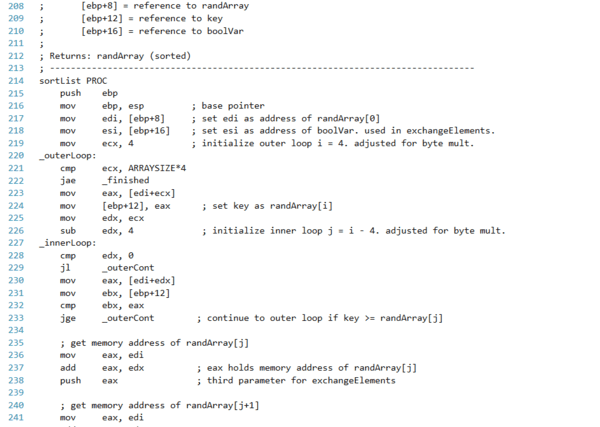 208 ;       [ebp+8] = reference to randArray
209 ;       [ebp+12] = reference to key
210 ;       [ebp+16] = reference to boolVar
211 ;
212 ; Returns: randArray (sorted)
213 ; ---------------------------------------------------------------------------------
214 sortList PROC
215     push    ebp
216     mov     ebp, esp        ; base pointer
217     mov     edi, [ebp+8]    ; set edi as address of randArray[0]
218     mov     esi, [ebp+16]   ; set esi as address of boolVar. used in exchangeElements.
219     mov     ecx, 4          ; initialize outer loop i = 4. adjusted for byte mult.
220 _outerLoop:
221     cmp     ecx, ARRAYSIZE*4
222     jae     _finished
223     mov     eax, [edi+ecx]
224     mov     [ebp+12], eax     ; set key as randArray[i]
225     mov     edx, ecx
226     sub     edx, 4            ; initialize inner loop j = i - 4. adjusted for byte mult.
227 _innerLoop:
228     cmp     edx, 0
229     jl      _outerCont
230     mov     eax, [edi+edx]
231     mov     ebx, [ebp+12]
232     cmp     ebx, eax
233     jge     _outerCont       ; continue to outer loop if key >= randArray[j]
234
235     ; get memory address of randArray[j]
236     mov     eax, edi
237     add     eax, edx         ; eax holds memory address of randArray[j]
238     push    eax              ; third parameter for exchangeElements
239
240     ; get memory address of randArray[j+1]
241     mov     eax, edi